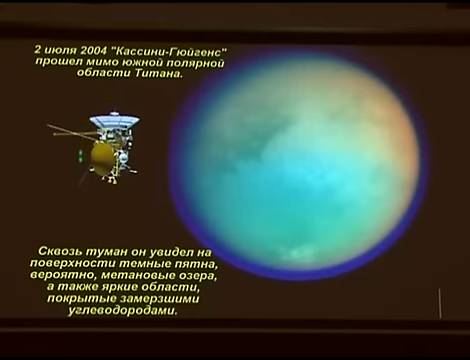 2 июля 2004 "Кассини-Гюйгенс"
прошел мимо южной полярной
области Титана.
Сквозь туман он увидел на
поверхности темные пятна,
вероятно, метановые озера,
а также яркие области,
покрытые замерзшими
углеводородами.